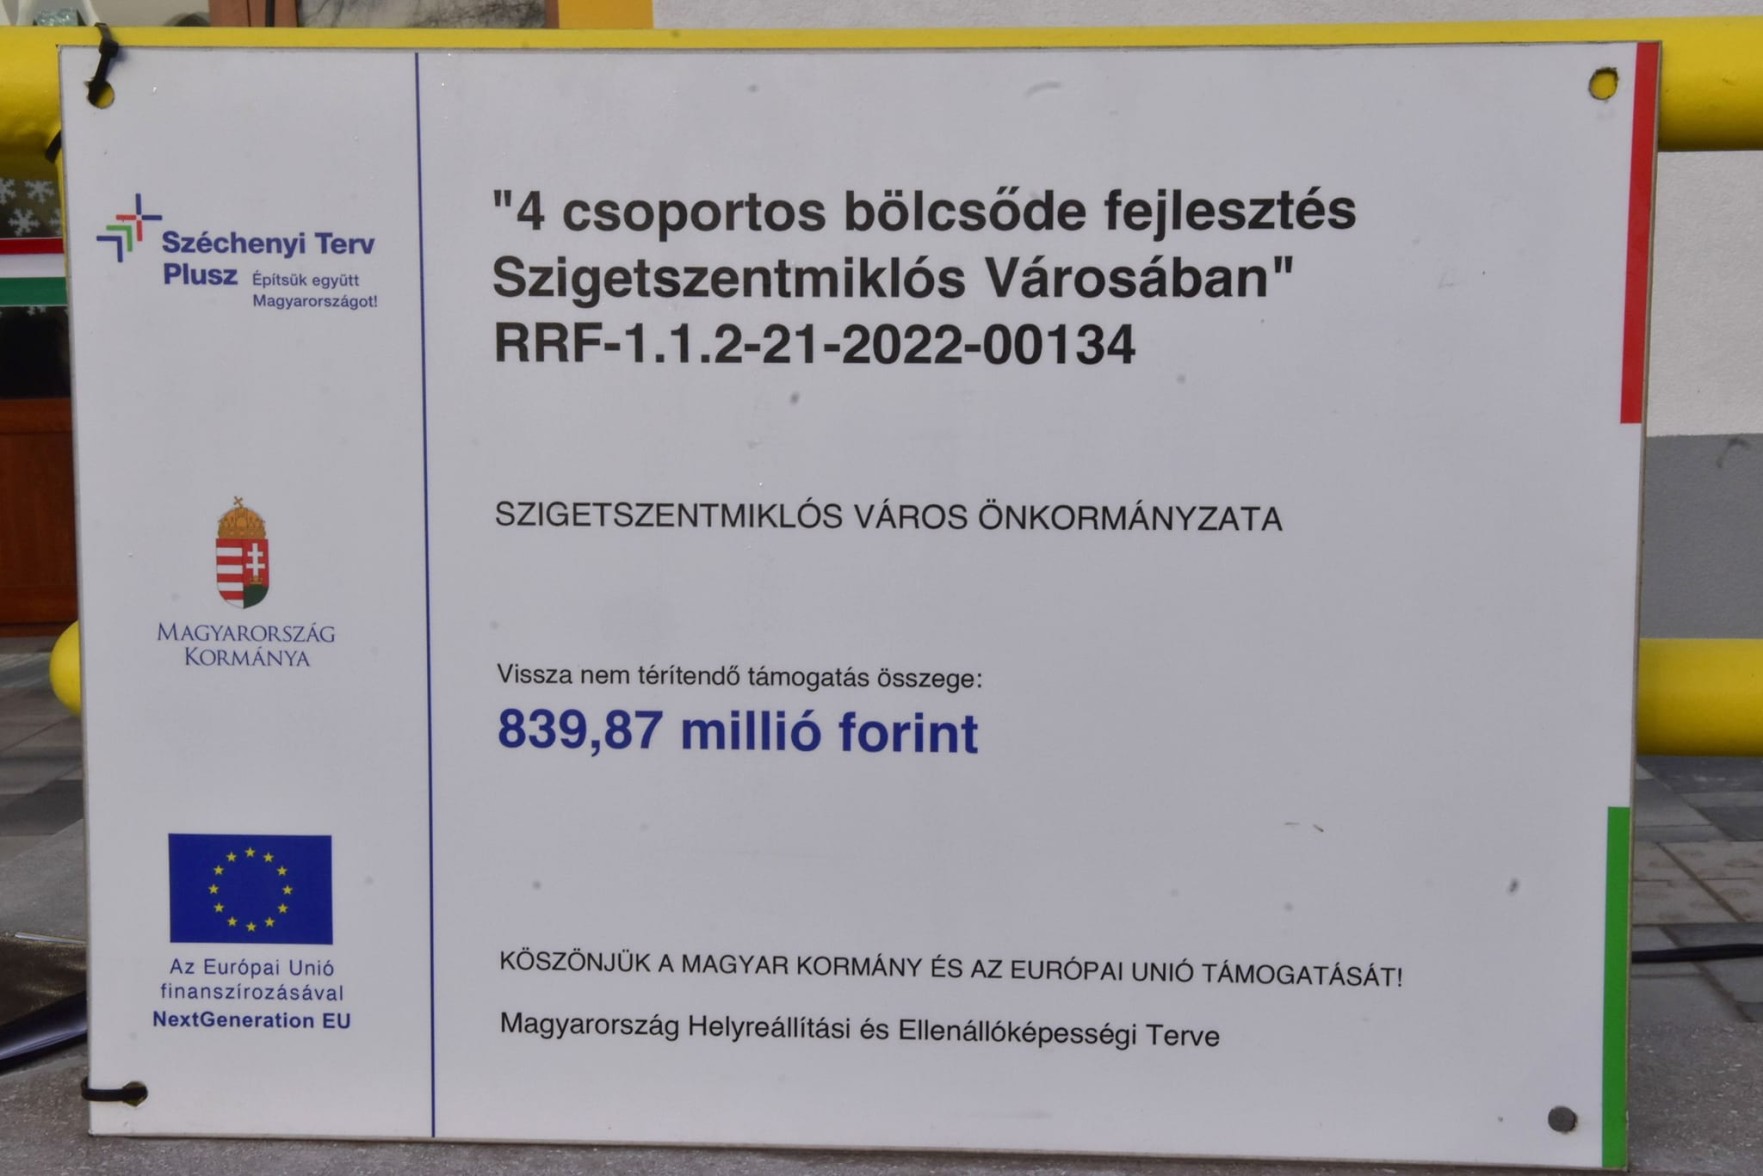 Széchenyi Terv
Plusz Építsük együtt
Magyarországot!
MAGYARORSZÁG
KORMÁNYA
Az Európai Unió
finanszírozásával
NextGeneration EU
"4 csoportos bölcsőde fejlesztés
Szigetszentmiklós Városában"
RRF-1.1.2-21-2022-00134
SZIGETSZENTMIKLÓS VÁROS ÖNKORMÁNYZATA
Vissza nem térítendő támogatás összege:
839,87 millió forint
KÖSZÖNJÜK A MAGYAR KORMÁNY ÉS AZ EURÓPAI UNIÓ TÁMOGATÁSÁT!
Magyarország Helyreállítási és Ellenállóképességi Terve